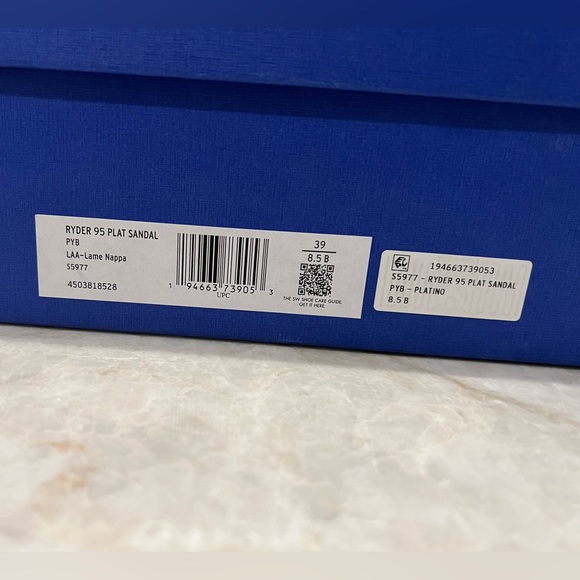 RYDER 95 PLAT SANDAL
PYB
LAA-Lame Nappa
S5977
4503818528
1 94663 73905 3
UPC
39
8.5 B
THE SW SHOE CARE GUIDE.
GET IT HERE.
194663739053
S5977 - RYDER 95 PLAT SANDAL
PYB - PLATINO
8.5 B